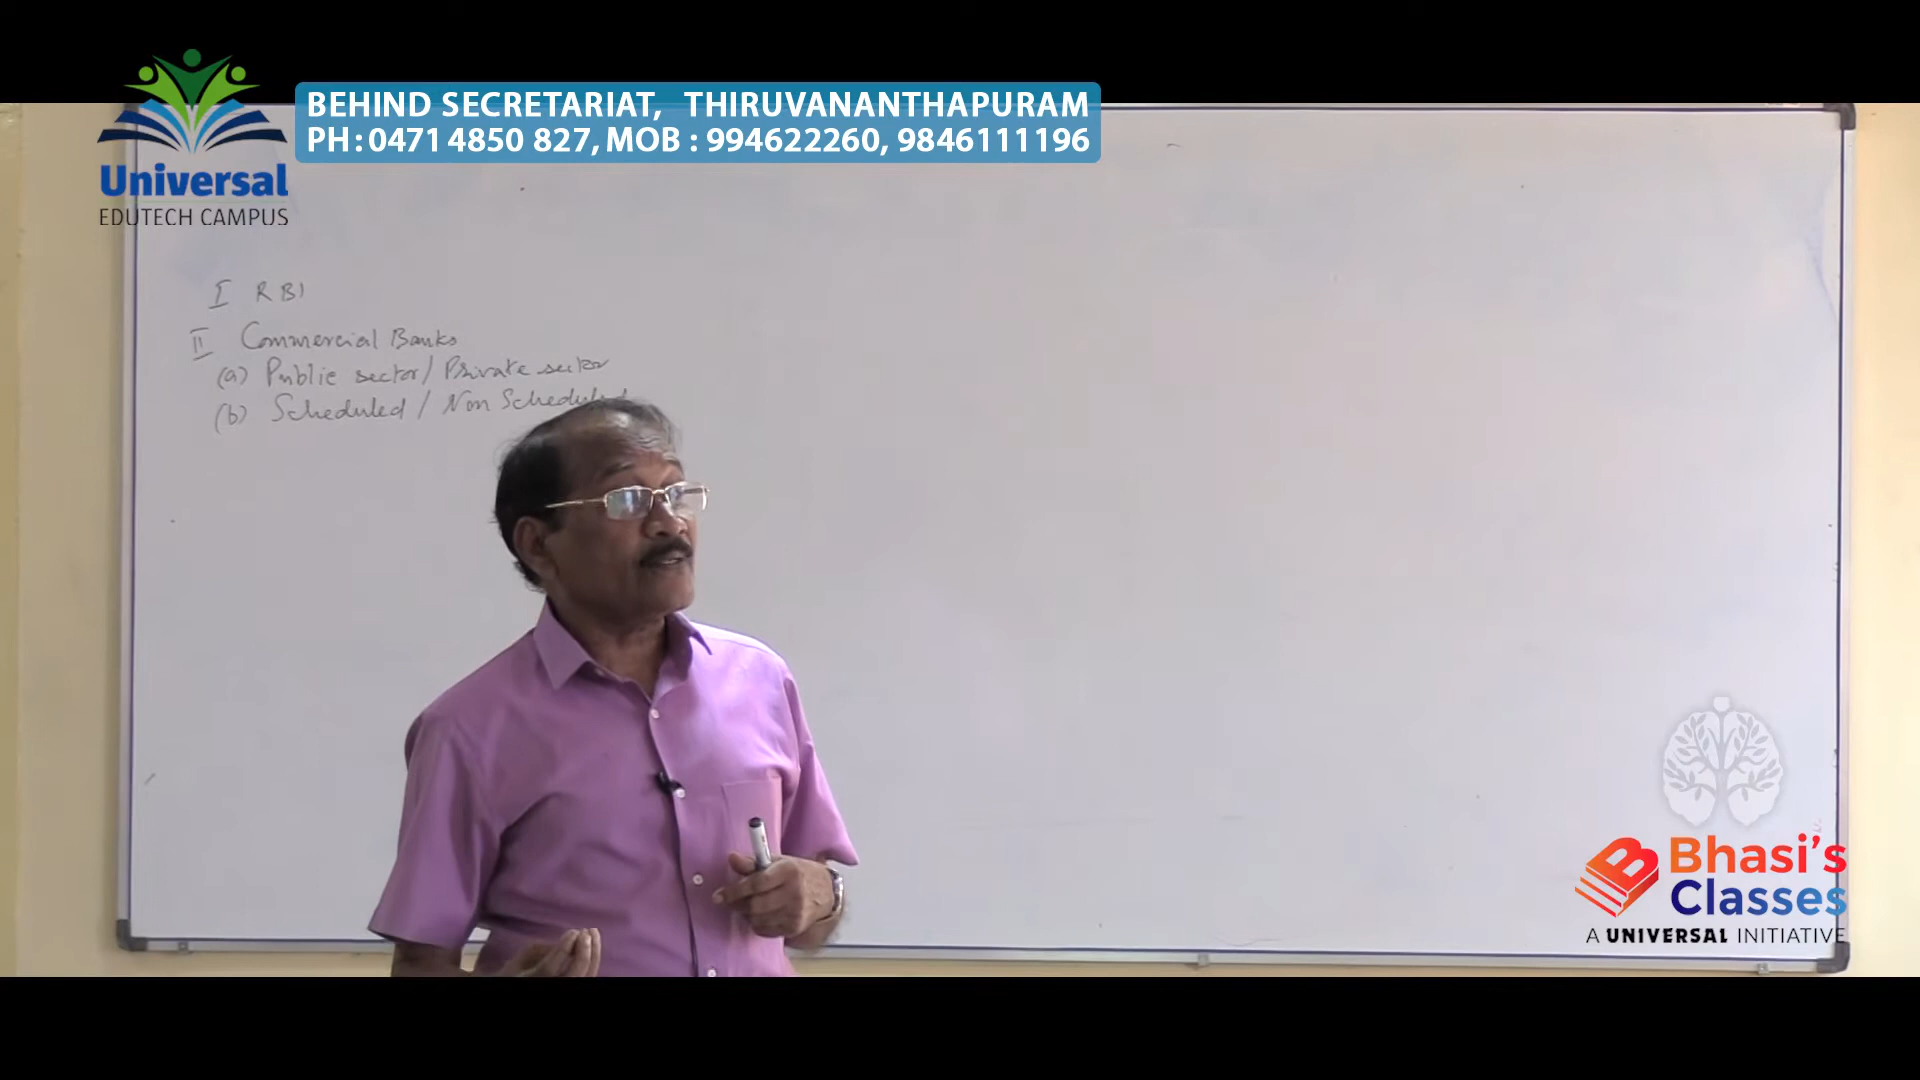 BEHIND SECRETARIAT, THIRUVANANTHAPURAM
PH : 0471 4850 827, MOB : 994622260, 9846111196
Universal
EDUTECH CAMPUS
I RBI
II Commercial Banks
(a) Public sector / Private sector
(b) Scheduled / Non Scheduled
Bhasi's
Classes
A UNIVERSAL INITIATIVE